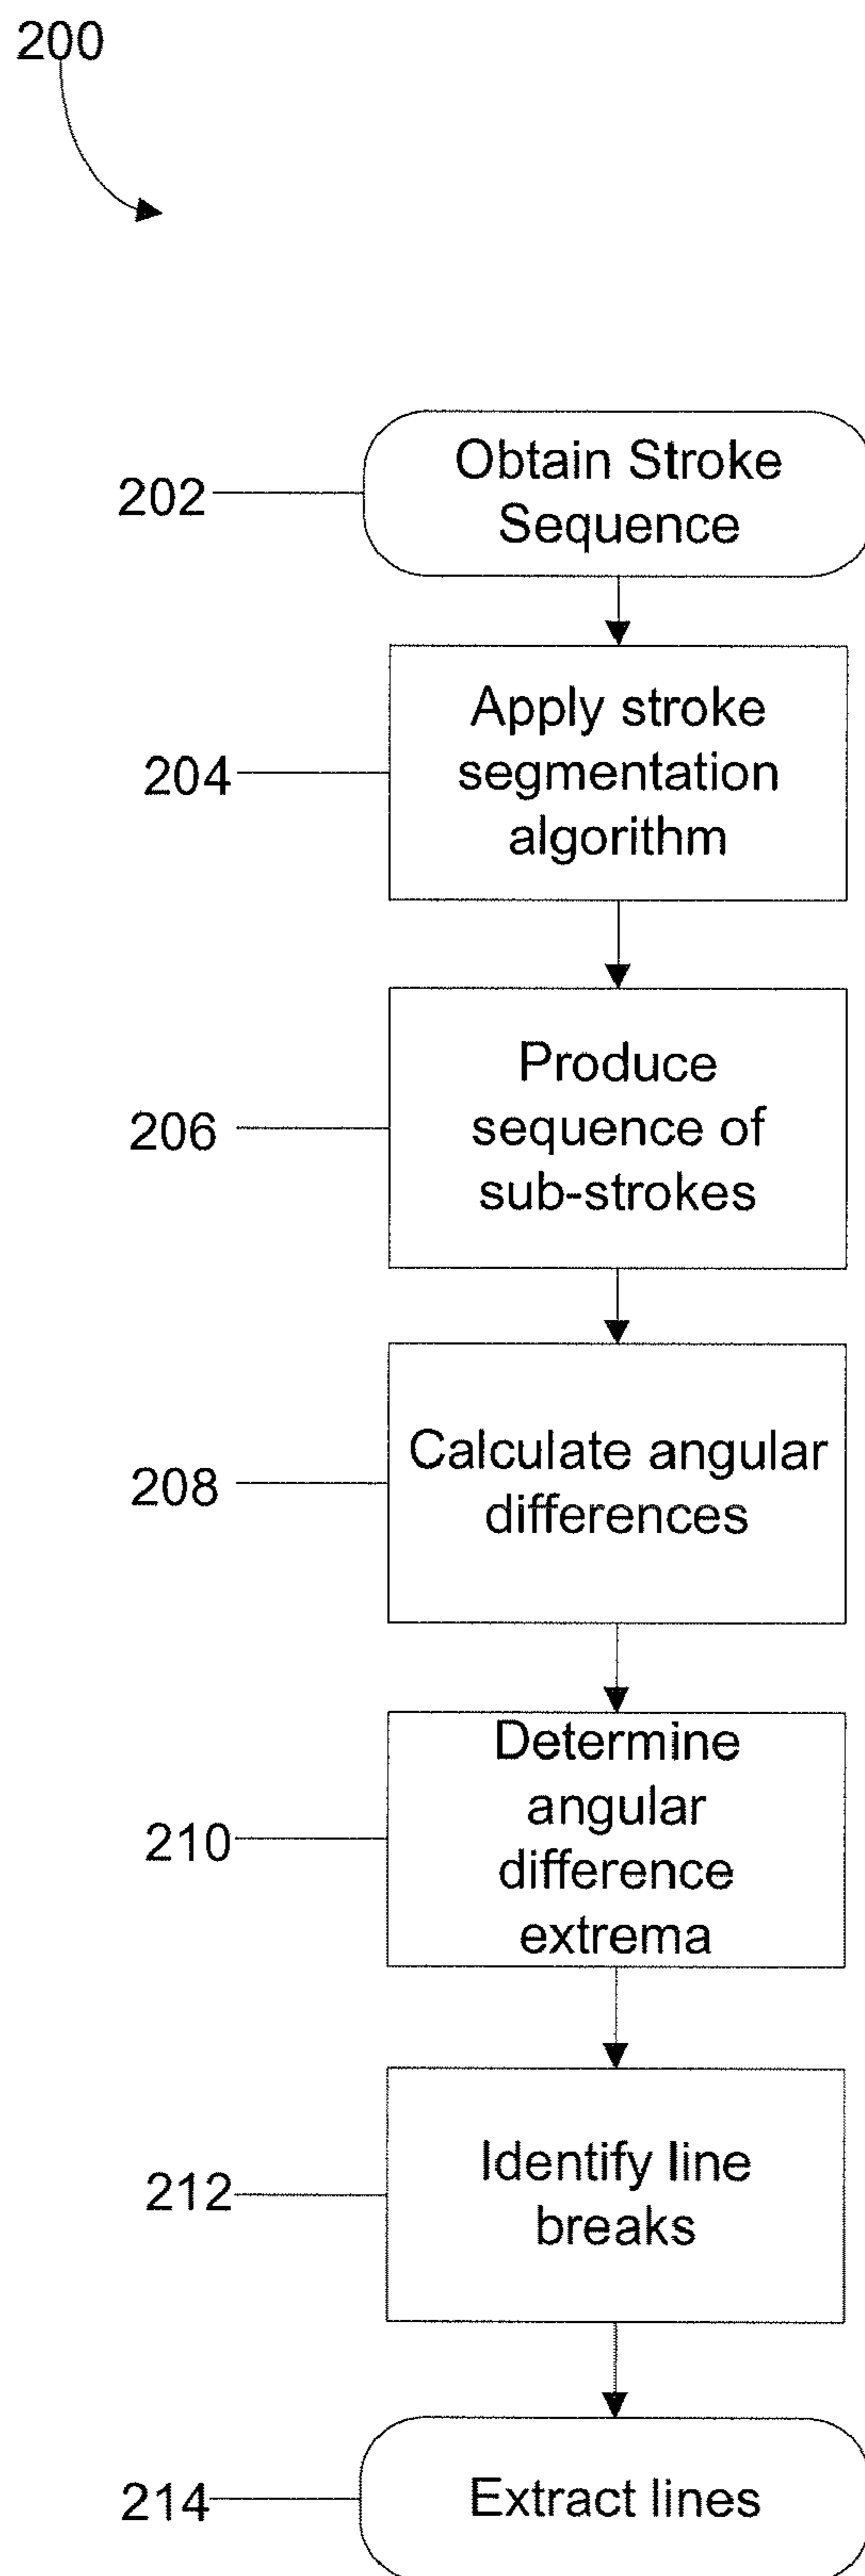 200
202
Obtain Stroke
Sequence
204
Apply stroke
segmentation
algorithm
206
Produce
sequence of
sub-strokes
208
Calculate angular
differences
210
Determine
angular
difference
extrema
212
Identify line
breaks
214
Extract lines